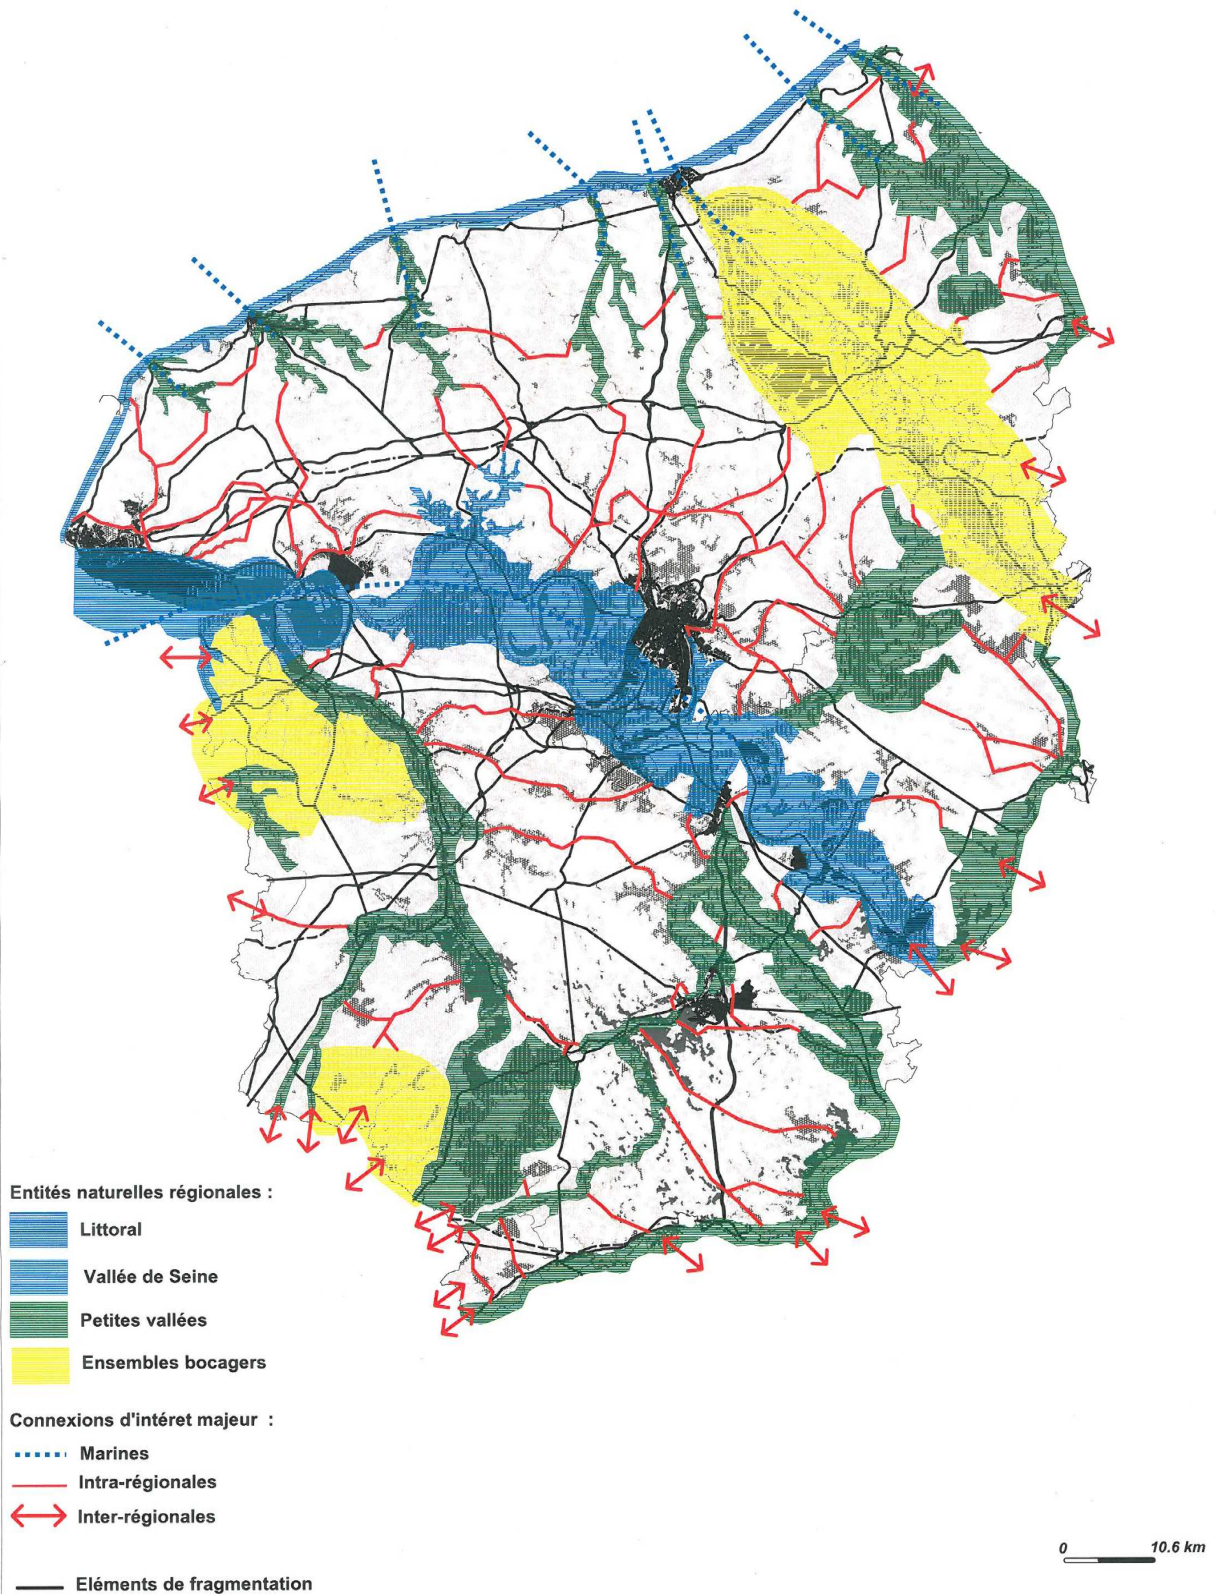 Entités naturelles régionales :
Littoral
Vallée de Seine
Petites vallées
Ensembles bocagers
Connexions d'intéret majeur :
Marines
Intra-régionales
Inter-régionales
Eléments de fragmentation
0 10.6 km